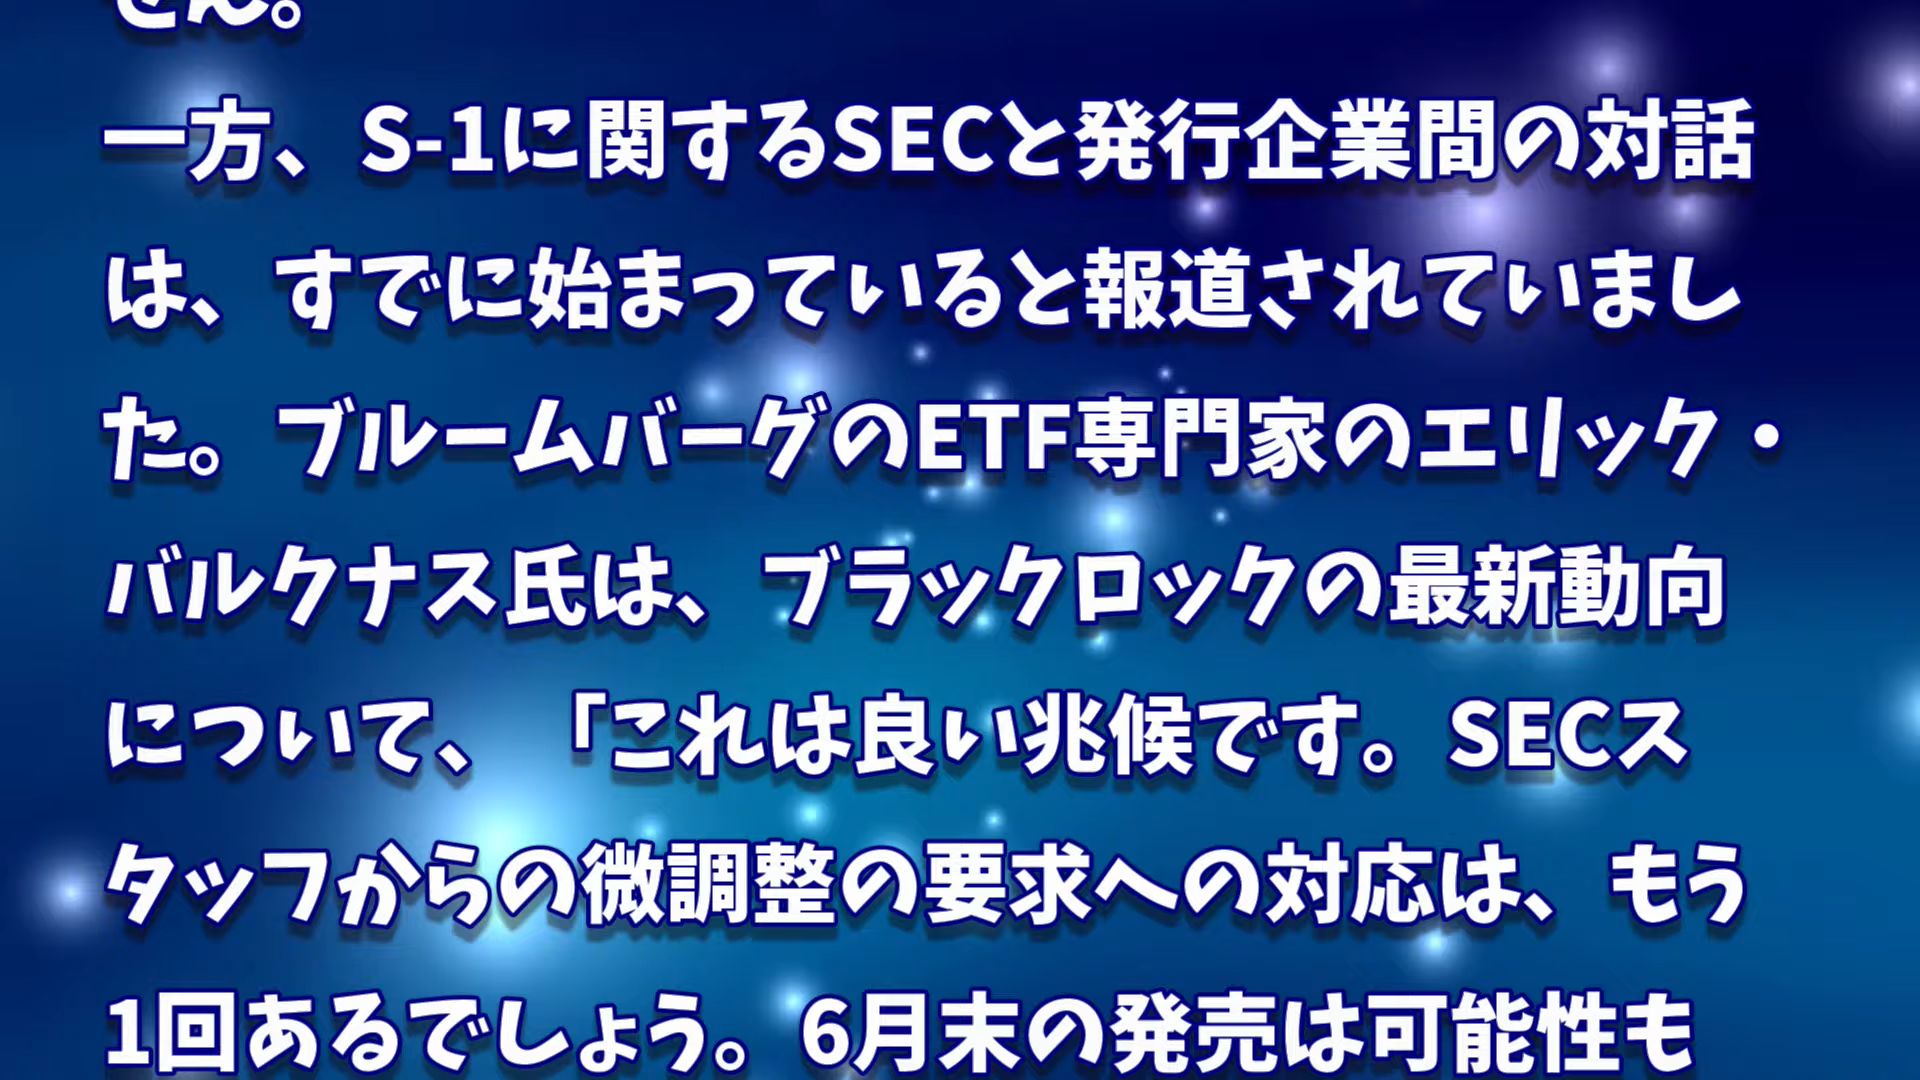 せん。
一方、S-1に関するSECと発行企業間の対話
は、すでに始まっていると報道されていまし
た。ブルームバーグのETF専門家のエリック・
バルクナス氏は、ブラックロックの最新動向
について、「これは良い兆候です。SECス
タッフからの微調整の要求への対応は、もう
1回あるでしょう。6月末の発売は可能性も